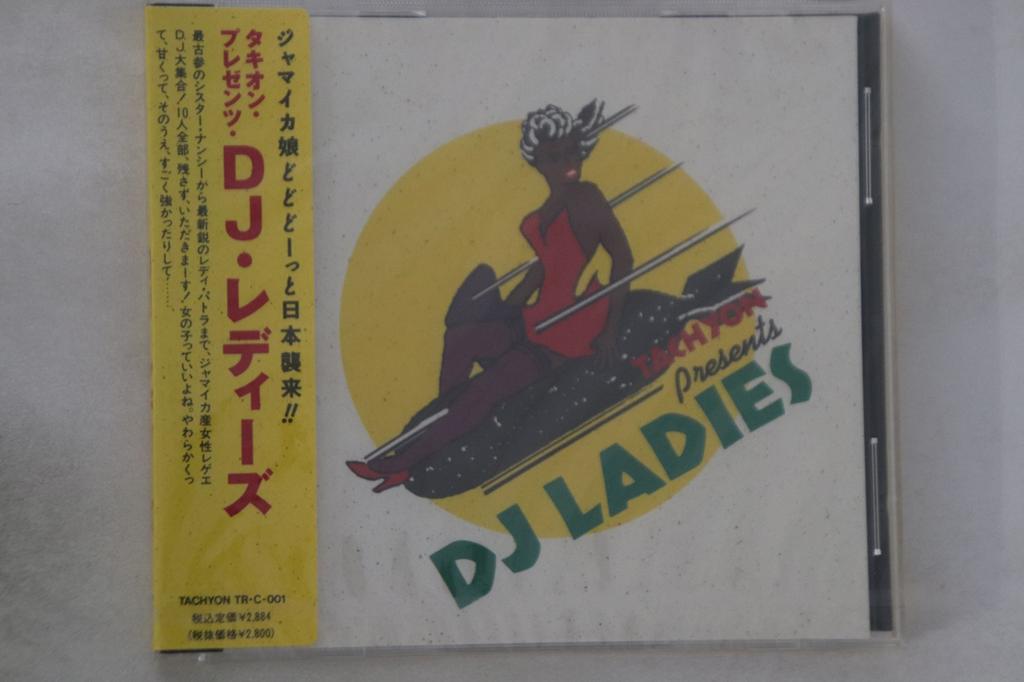 ジャマイカ娘どどどーっと日本襲来!!
タキオン・
プレゼンツ・
DJ・レディーズ
最古参のシスター・ナンシーから最新鋭のレディ・パトラまで、ジャマイカ産女性レゲエ
D.J.大集合!10人全部、残さず、いただきまーす!女の子っていいよね。やわらかくっ
て、甘くって、そのうえ、すごく強かったりして……。
TACHYON TR・C-001
税込定価¥2,884
(税抜価格¥2,800)
TACHYON
presents
DJ LADIES